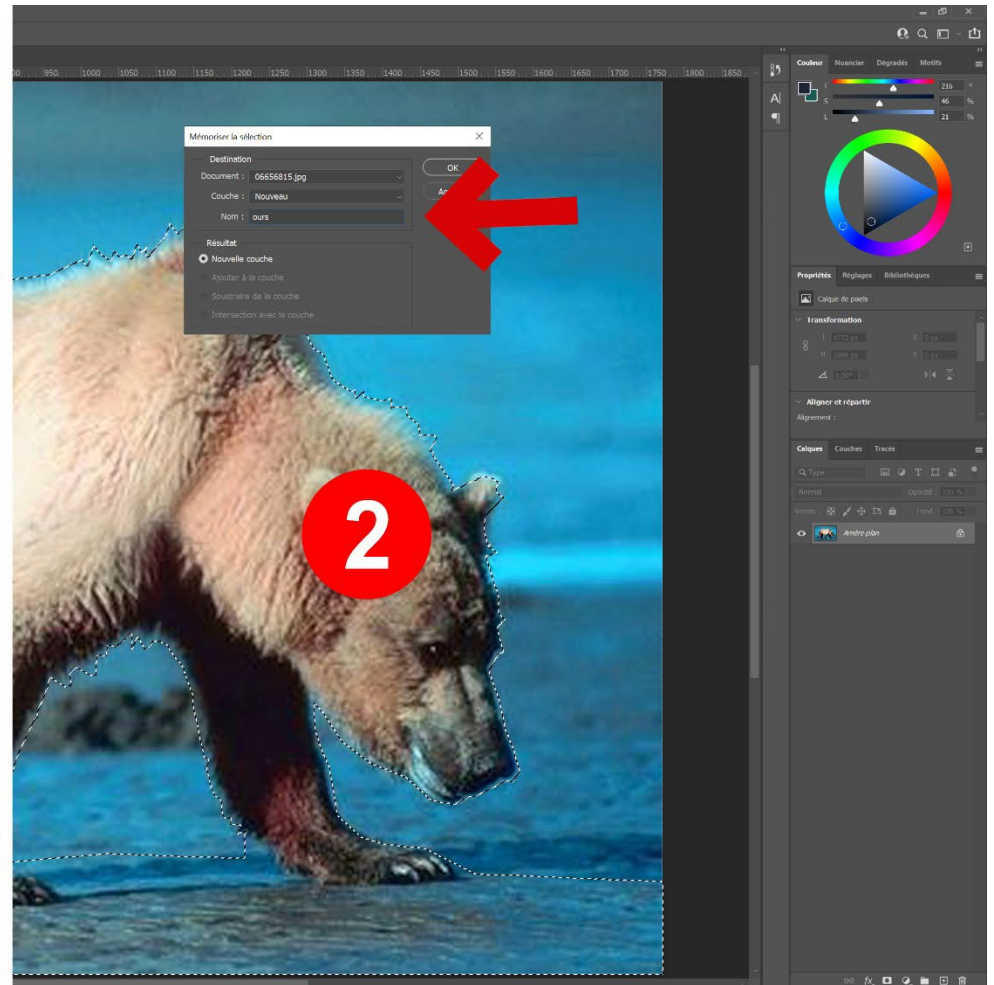 950 1000 1050 1100 1150 1200 1250 1300 1350 1400 1450 1500 1550 1600 1650 1700 1750 1800 1850
Couleur Nuancier Dégradés Motifs
S 46 %
L 21 %
Mémoriser la sélection
Destination
Document : 06656815.jpg
OK
Couche : Nouveau
Nom : ours
Résultat
Nouvelle couche
Ajouter à la couche
Soustraire de la couche
Intersection avec la couche
2
Propriétés Réglages Bibliothèques
Calque de pixels
Transformation
Aligner et répartir
Alignement :
Calques Couches Tracés
Type
Normal Opacité : 100 %
Verrou : Fond : 100 %
Arrière-plan